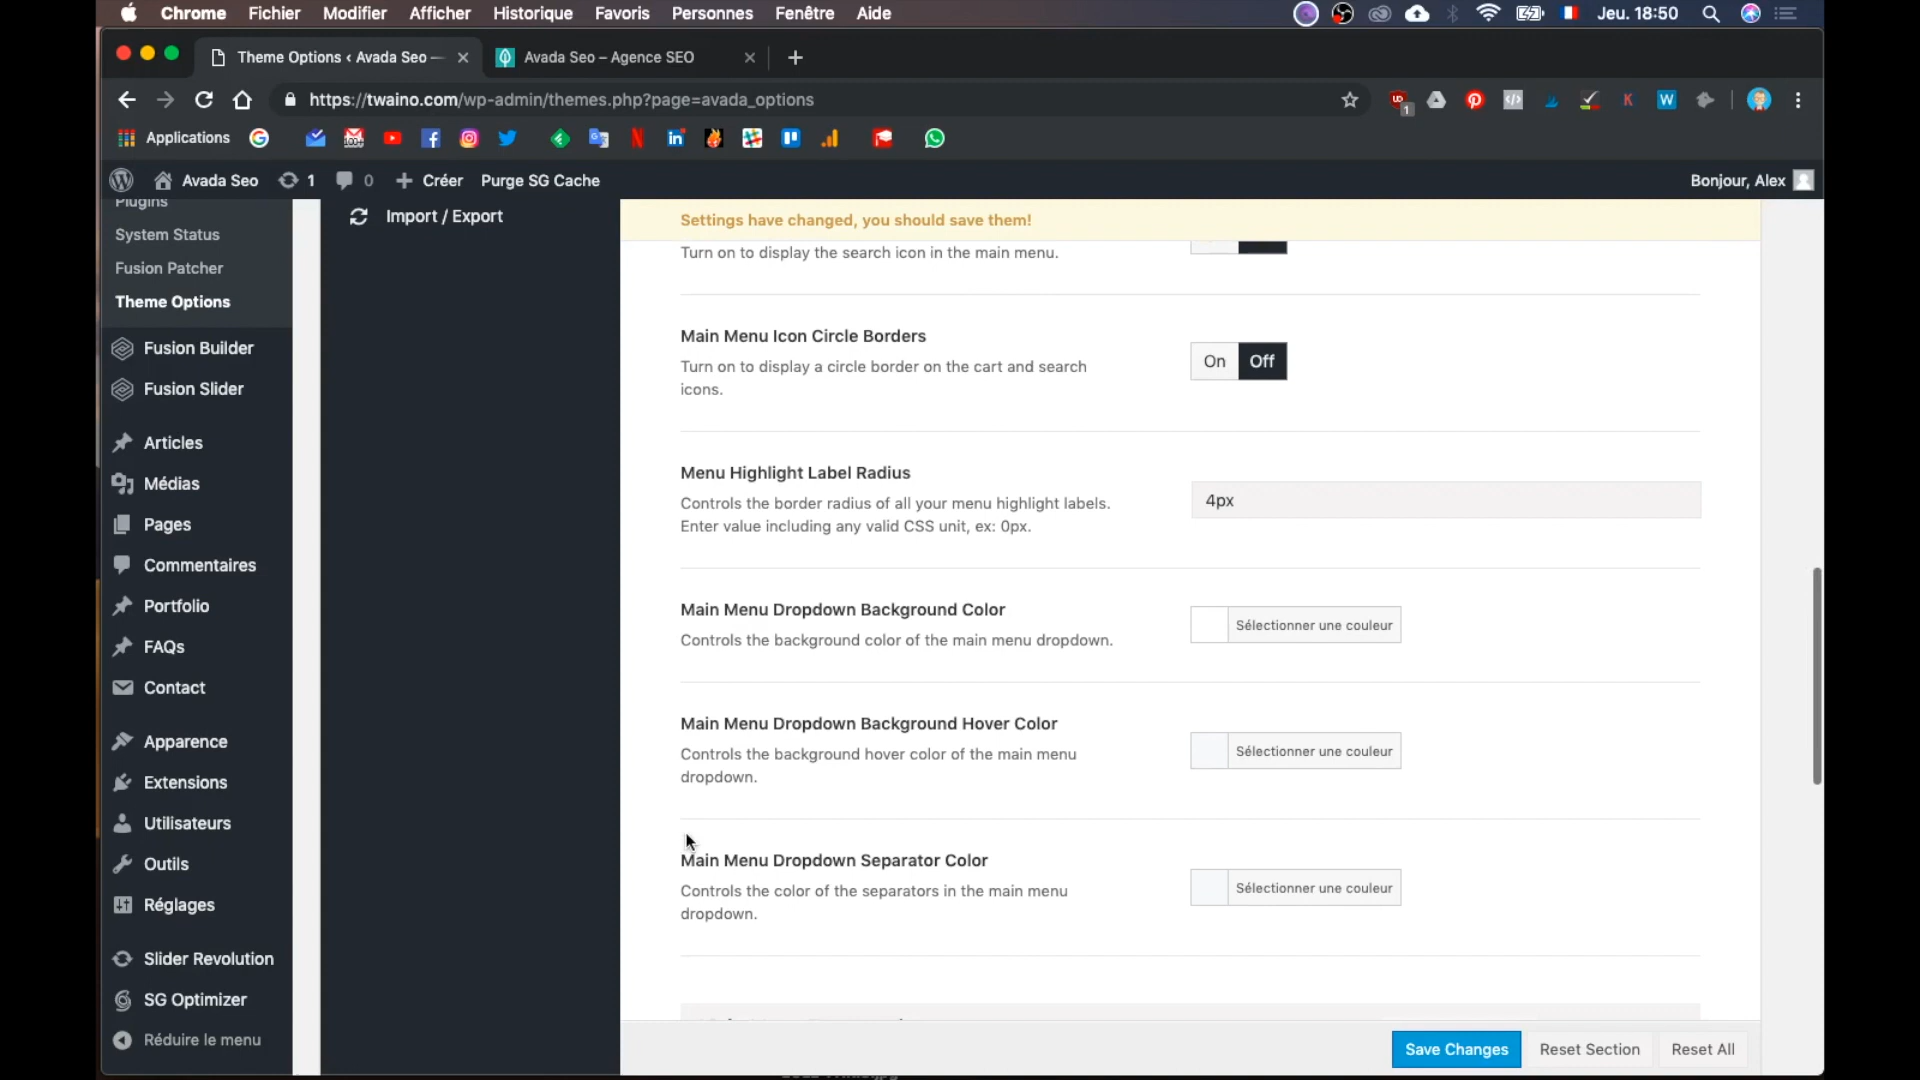 Chrome Fichier Modifier Afficher Historique Favoris Personnes Fenêtre Aide Jeu. 18:50
Theme Options ‹ Avada Seo —
Avada Seo – Agence SEO
https://twaino.com/wp-admin/themes.php?page=avada_options
Applications
Avada Seo 1 0 Créer Purge SG Cache Bonjour, Alex
Plugins
System Status
Fusion Patcher
Theme Options
Fusion Builder
Fusion Slider
Articles
Médias
Pages
Commentaires
Portfolio
FAQs
Contact
Apparence
Extensions
Utilisateurs
Outils
Réglages
Slider Revolution
SG Optimizer
Réduire le menu
Import / Export
Settings have changed, you should save them!
Turn on to display the search icon in the main menu.
Main Menu Icon Circle Borders
Turn on to display a circle border on the cart and search
icons.
On Off
Menu Highlight Label Radius
Controls the border radius of all your menu highlight labels.
Enter value including any valid CSS unit, ex: 0px.
4px
Main Menu Dropdown Background Color
Controls the background color of the main menu dropdown.
Sélectionner une couleur
Main Menu Dropdown Background Hover Color
Controls the background hover color of the main menu
dropdown.
Sélectionner une couleur
Main Menu Dropdown Separator Color
Controls the color of the separators in the main menu
dropdown.
Sélectionner une couleur
Save Changes Reset Section Reset All